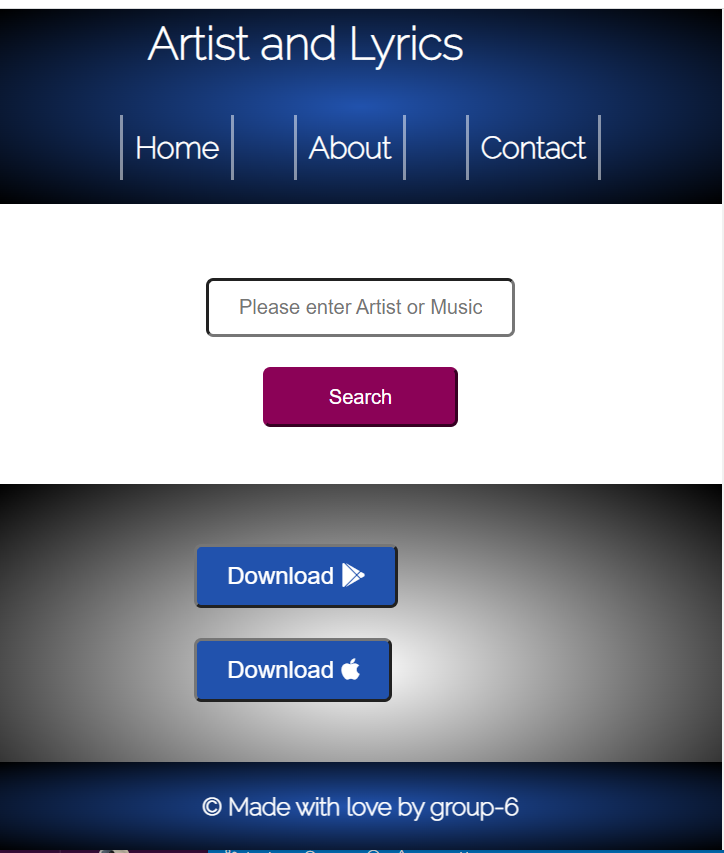 Artist and Lyrics
Home About Contact
Please enter Artist or Music
Search
Download
Download
© Made with love by group-6